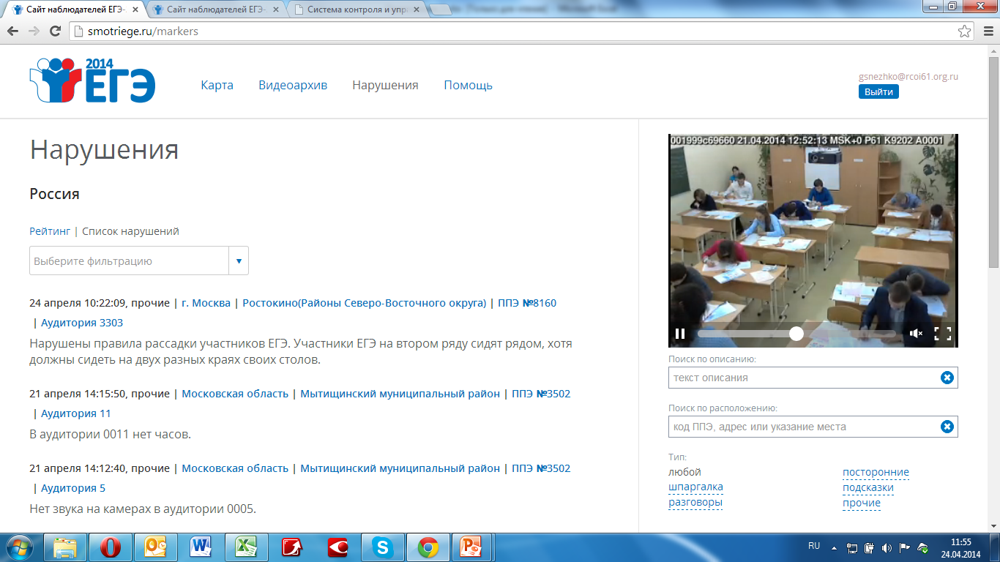 Сайт наблюдателей ЕГЭ-
Сайт наблюдателей ЕГЭ-
Система контроля и упра
smotriege.ru/markers
2014
ЕГЭ
Карта
Видеоархив
Нарушения
Помощь
gsnezhko@rcoi61.org.ru
Выйти
Нарушения
Россия
Рейтинг | Список нарушений
Выберите фильтрацию
24 апреля 10:22:09, прочие | г. Москва | Ростокино(Районы Северо-Восточного округа) | ППЭ №8160
| Аудитория 3303
Нарушены правила рассадки участников ЕГЭ. Участники ЕГЭ на втором ряду сидят рядом, хотя
должны сидеть на двух разных краях своих столов.
21 апреля 14:15:50, прочие | Московская область | Мытищинский муниципальный район | ППЭ №3502
| Аудитория 11
В аудитории 0011 нет часов.
21 апреля 14:12:40, прочие | Московская область | Мытищинский муниципальный район | ППЭ №3502
| Аудитория 5
Нет звука на камерах в аудитории 0005.
001999c69660 21.04.2014 12:52:13 MSK+0 P61 K9202 A0001
Поиск по описанию:
текст описания
Поиск по расположению:
код ППЭ, адрес или указание места
Тип:
любой
посторонние
шпаргалка
подсказки
разговоры
прочие
RU
11:55
24.04.2014